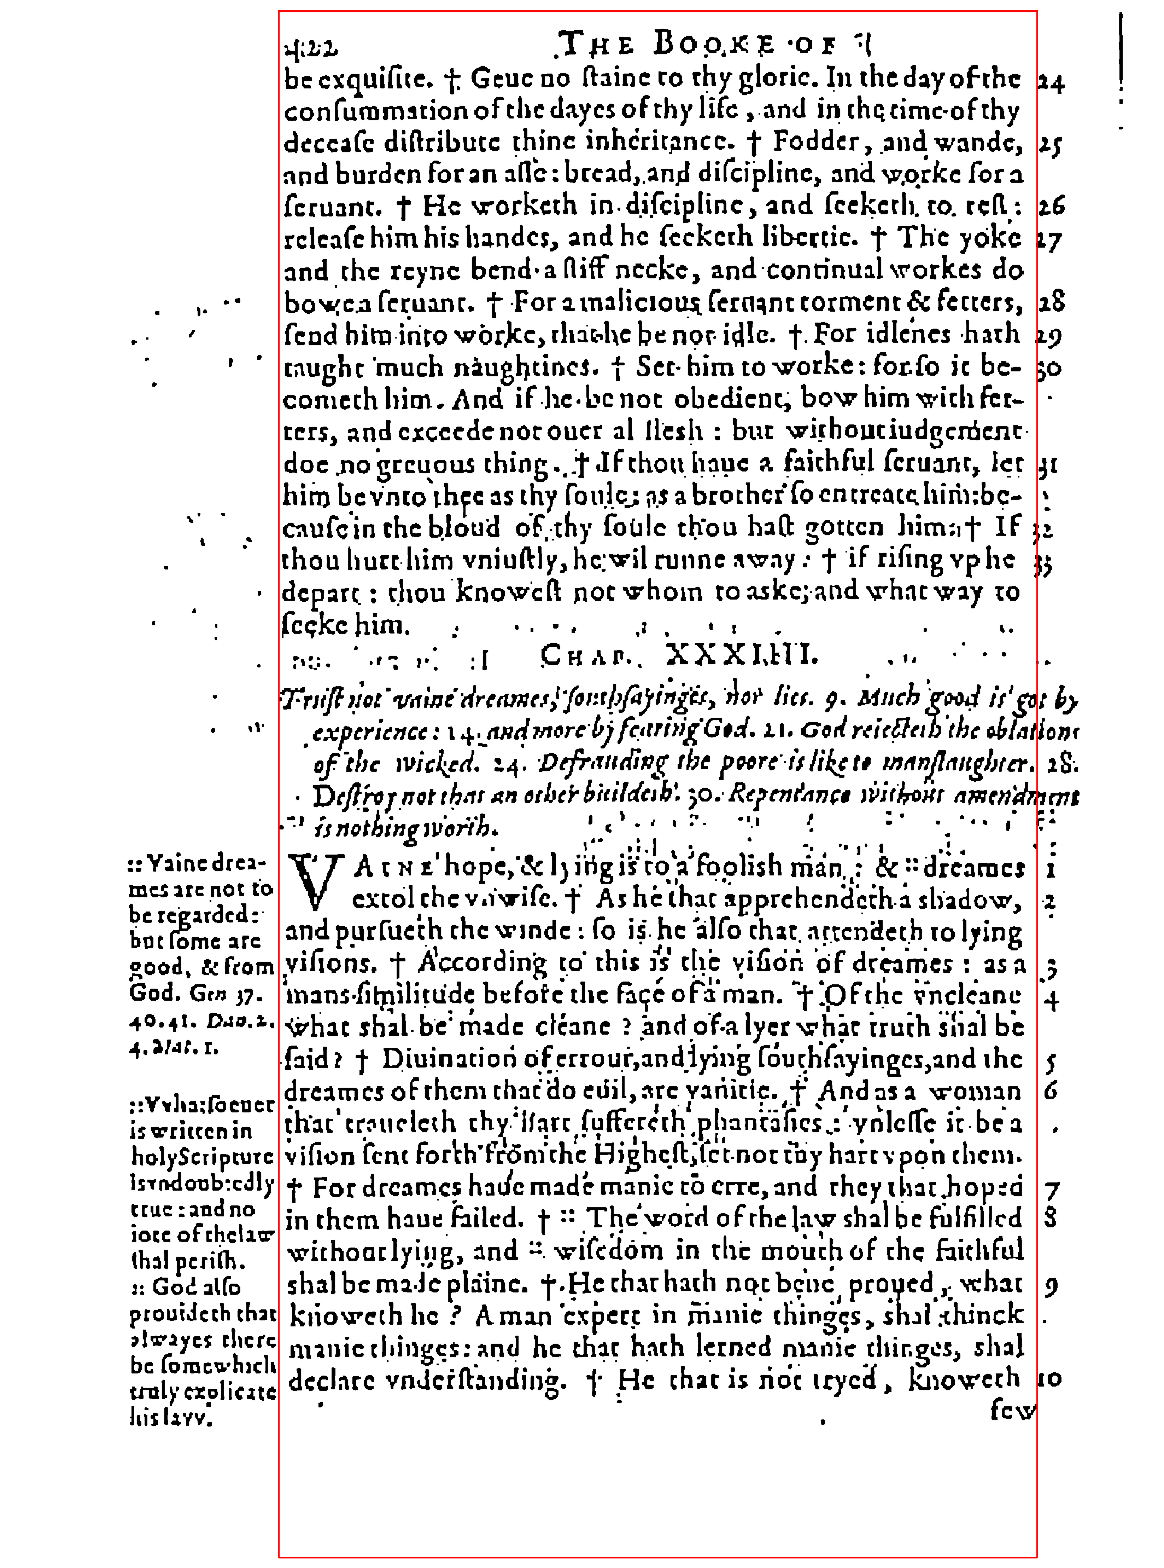 422 THE BOOKE OF
be exquisite. † Geue no staine to thy glorie. In the day of the 24
consummation of the dayes of thy life, and in the time of thy
decease distribute thine inheritance. † Fodder, and wande, 25
and burden for an asse: bread, and discipline, and worke for a
seruant. † He worketh in discipline, and seeketh to rest: 26
release him his handes, and he seeketh libertie. † The yoke 27
and the reyne bend a stiff necke, and continual workes do
bowe a seruant. † For a malicious seruant torment & fetters, 28
send him into worke, that he be not idle. † For idlenes hath 29
taught much naughtines. † Set him to worke: for so it be- 30
cometh him. And if he be not obedient, bow him with fet-
ters, and exceede not ouer al flesh: but without iudgement
doe no greuous thing. † If thou haue a faithful seruant, let 31
him be vnto thee as thy soule: as a brother so entreate him: be-
cause in the bloud of thy soule thou hast gotten him: † If 32
thou hurt him vniustly, he wil runne away: † if rising vp he 33
depart: thou knowest not whom to aske, and what way to
seeke him.
CHAP. XXXIIII.
Trust not vaine dreames, southsayinges, nor lies. 9. Much good is got by
experience: 14. and more by fearing God. 21. God reiecteth the oblations
of the wicked. 24. Defrauding the poore is like to manslaughter. 28.
Destroy not that an other buildeth. 30. Repentance without amendment
is nothing worth.
VAINE hope, & lying is to a foolish man: & :: dreames 1
extol the vnwise. † As he that apprehendeth a shadow, 2
and pursueth the winde: so is he also that attendeth to lying
visions. † According to this is the vision of dreames: as a 3
mans similitude before the face of a man. † Of the vncleane 4
what shal be made cleane? and of a lyer what truth shal be
said? † Diuination of errour, and lying southsayinges, and the 5
dreames of them that do euil, are vanitie. † And as a woman 6
that traueleth thy hart suffereth phantasies: vnlesse it be a
vision sent forth from the Highest, set not thy hart vpon them.
† For dreames haue made manie to erre, and they that hoped 7
in them haue failed. † :: The word of the law shal be fulfilled 8
without lying, and :: wisedom in the mouth of the faithful
shal be made plaine. † He that hath not bene proued, what 9
knoweth he? A man expert in manie thinges, shal thinck
manie thinges: and he that hath lerned manie thinges, shal
declare vnderstanding. † He that is not tryed, knoweth 10
few
:: Vaine drea-
mes are not to
be regarded:
but some are
good, & from
God. Gen 37.
40. 41. Dan. 2.
4. Mat. 1.
:: Vvhatsoeuer
is written in
holy Scripture
is vndoubtedly
true: and no
iote of the law
shal perish.
:: God also
prouideth that
alwayes there
be some which
truly explicate
his lavv.